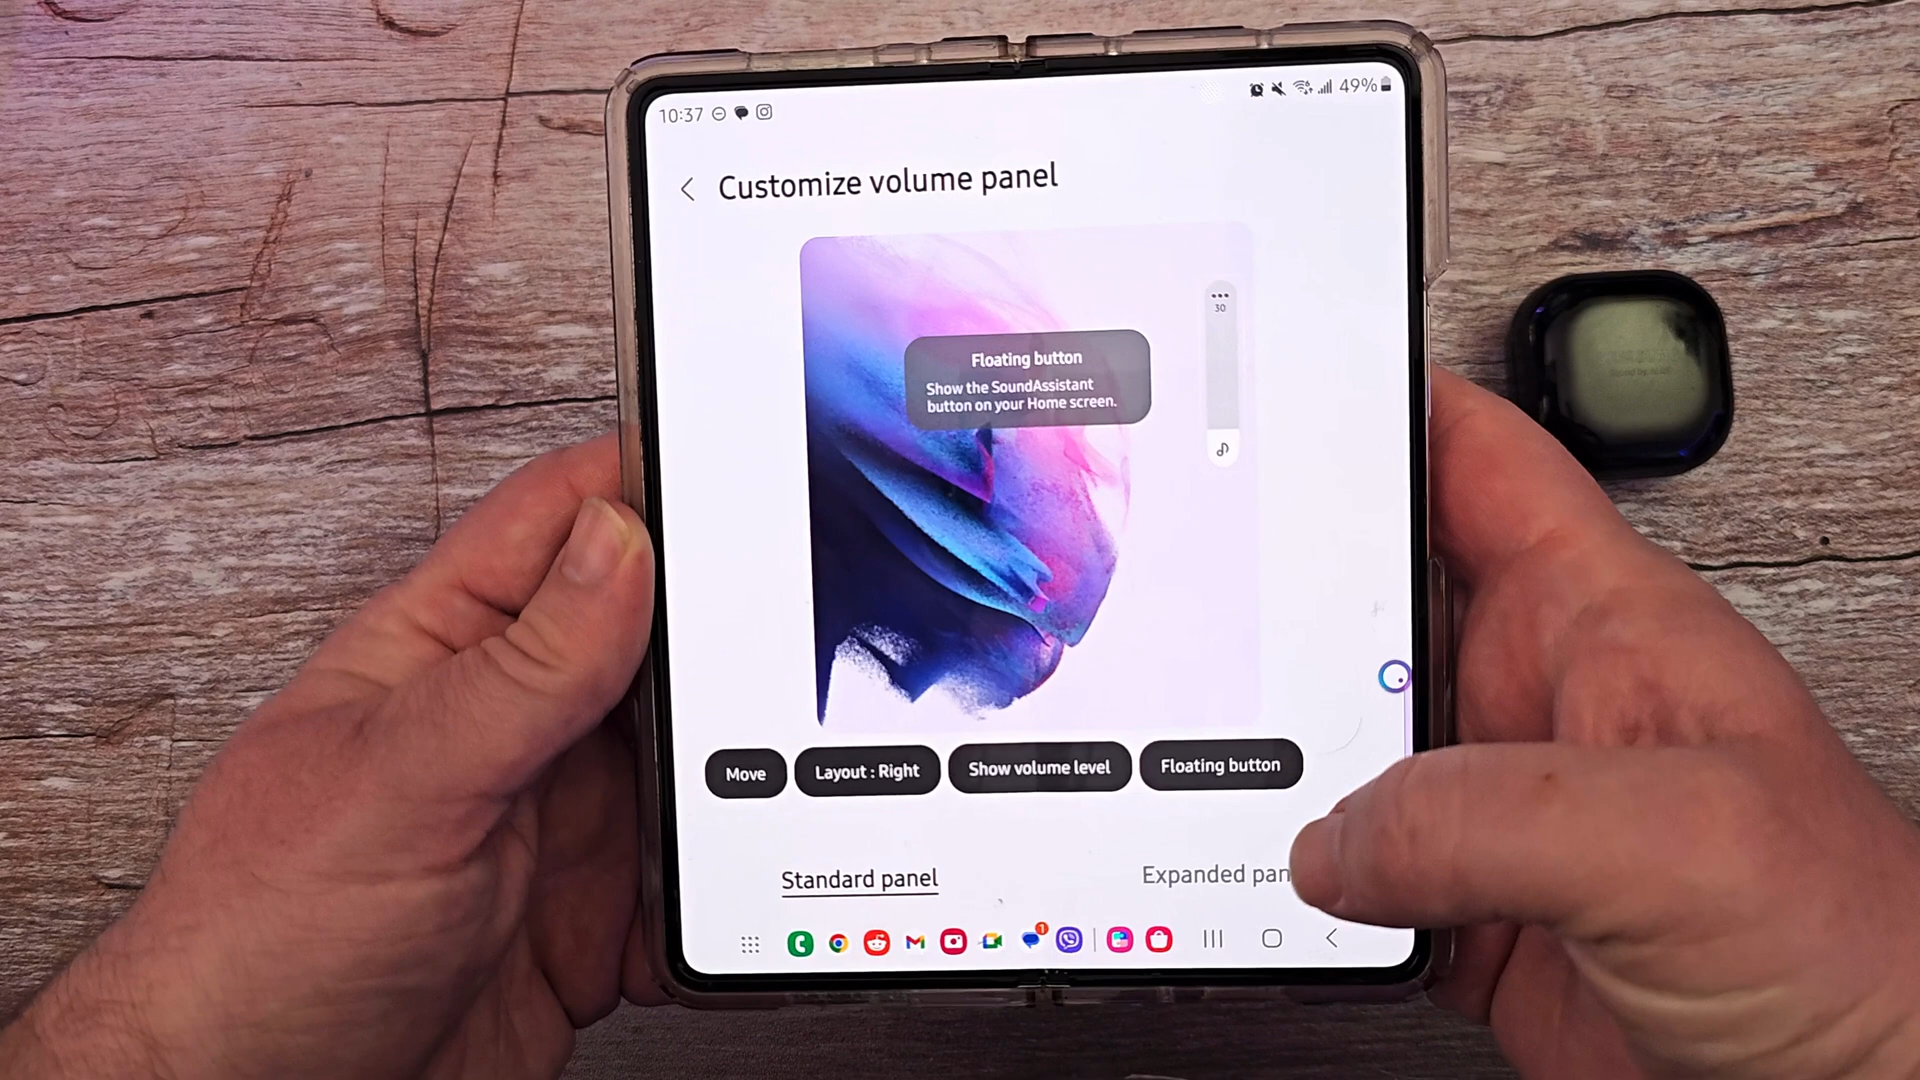 10:37
49%
Customize volume panel
30
Floating button
Show the SoundAssistant
button on your Home screen.
Move
Layout : Right
Show volume level
Floating button
Standard panel
Expanded pan
1